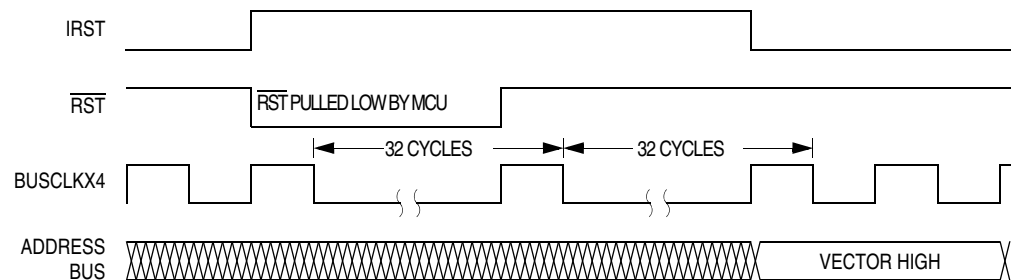 IRST
RST
RST PULLED LOW BY MCU
32 CYCLES
32 CYCLES
BUSCLKX4
ADDRESS
BUS
VECTOR HIGH